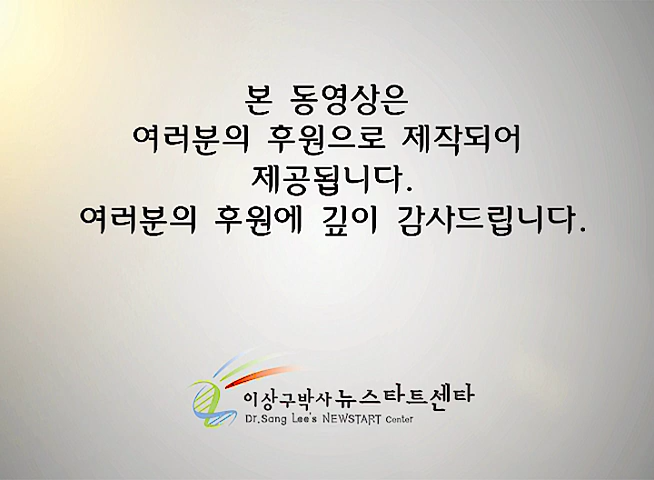 본 동영상은
여러분의 후원으로 제작되어
제공됩니다.
여러분의 후원에 깊이 감사드립니다.
이상구박사 뉴스타트센타
Dr.Sang Lee's NEWSTART Center